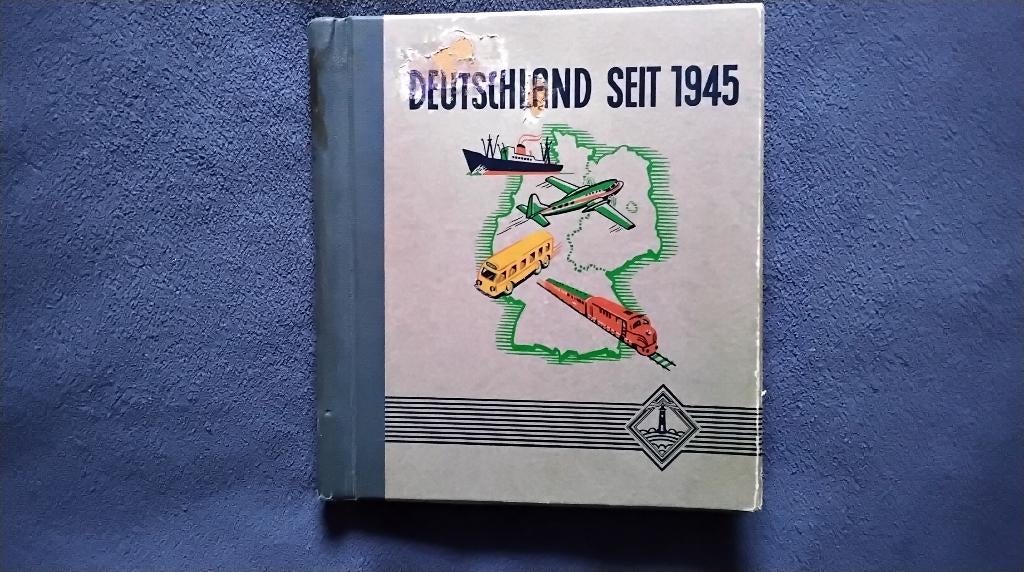 DEUTSCHLAND SEIT 1945